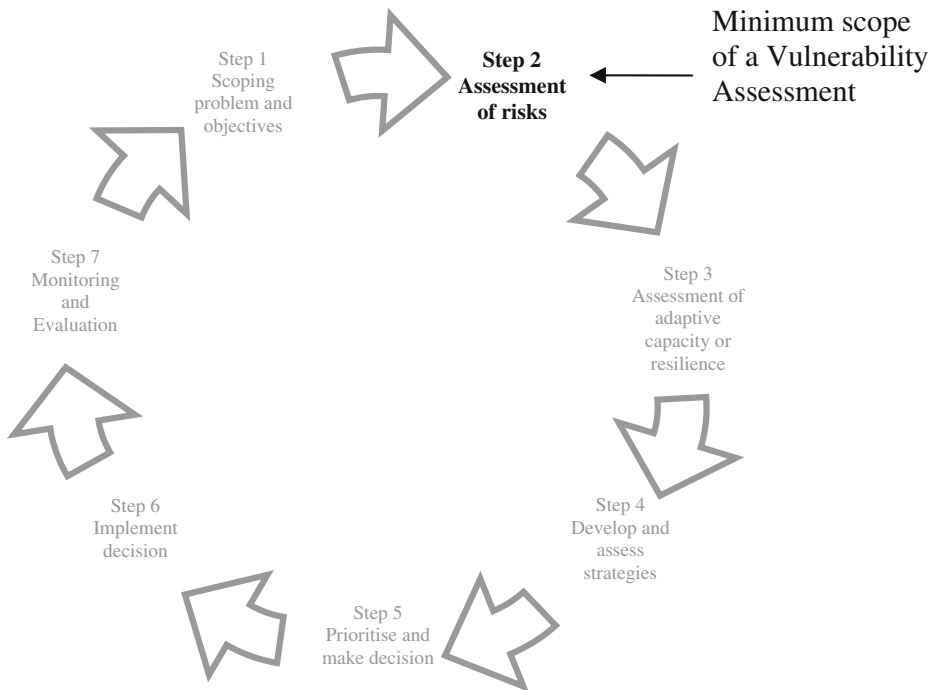 Step 1
Scoping
problem and
objectives
Step 2
Assessment
of risks
Minimum scope
of a Vulnerability
Assessment
Step 3
Assessment of
adaptive
capacity or
resilience
Step 4
Develop and
assess
strategies
Step 5
Prioritise and
make decision
Step 6
Implement
decision
Step 7
Monitoring
and
Evaluation